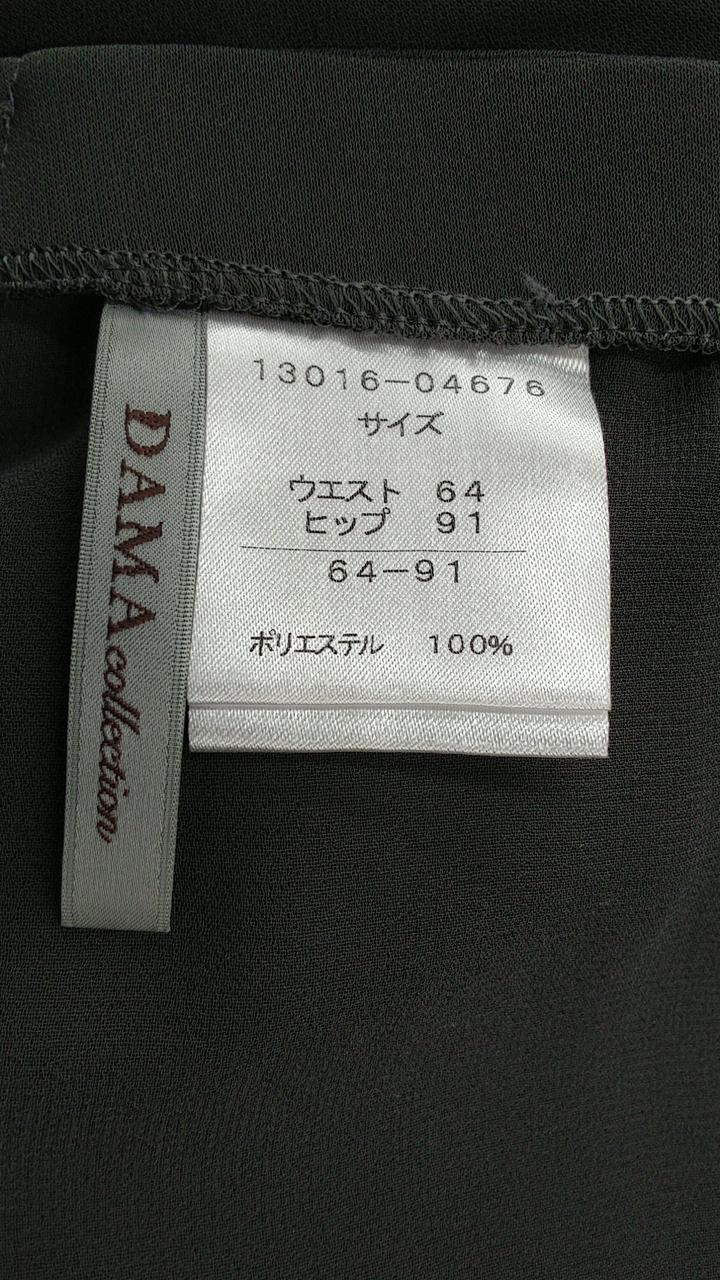 DAMA collection
13016-04676
サイズ
ウエスト 64
ヒップ 91
64-91
ポリエステル 100%